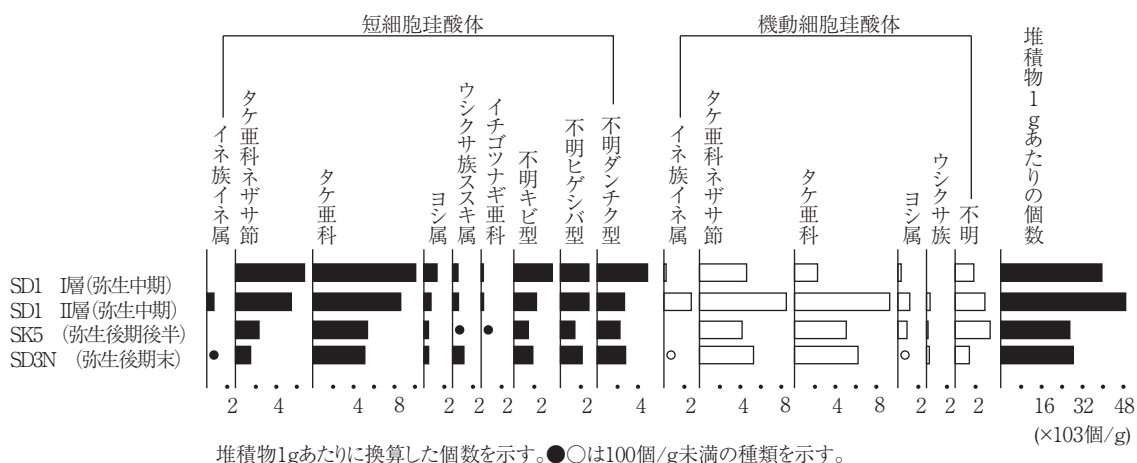 短細胞珪酸体
機動細胞珪酸体
イネ族イネ属
タケ亜科ネザサ節
タケ亜科
ヨシ属
ウシクサ族ススキ属
イチゴツナギ亜科
不明キビ型
不明ヒゲシバ型
不明ダンチク型
イネ族イネ属
タケ亜科ネザサ節
タケ亜科
ヨシ属
ウシクサ族
不明
堆積物1gあたりの個数
SD1 I層(弥生中期)
SD1 II層(弥生中期)
SK5 (弥生後期後半)
SD3N (弥生後期末)
2 2 4 4 8 2 2 2 2 2 2 4 2 4 8 4 8 2 2 2 16 32 48
(×103個/g)
堆積物1gあたりに換算した個数を示す。●○は100個/g未満の種類を示す。